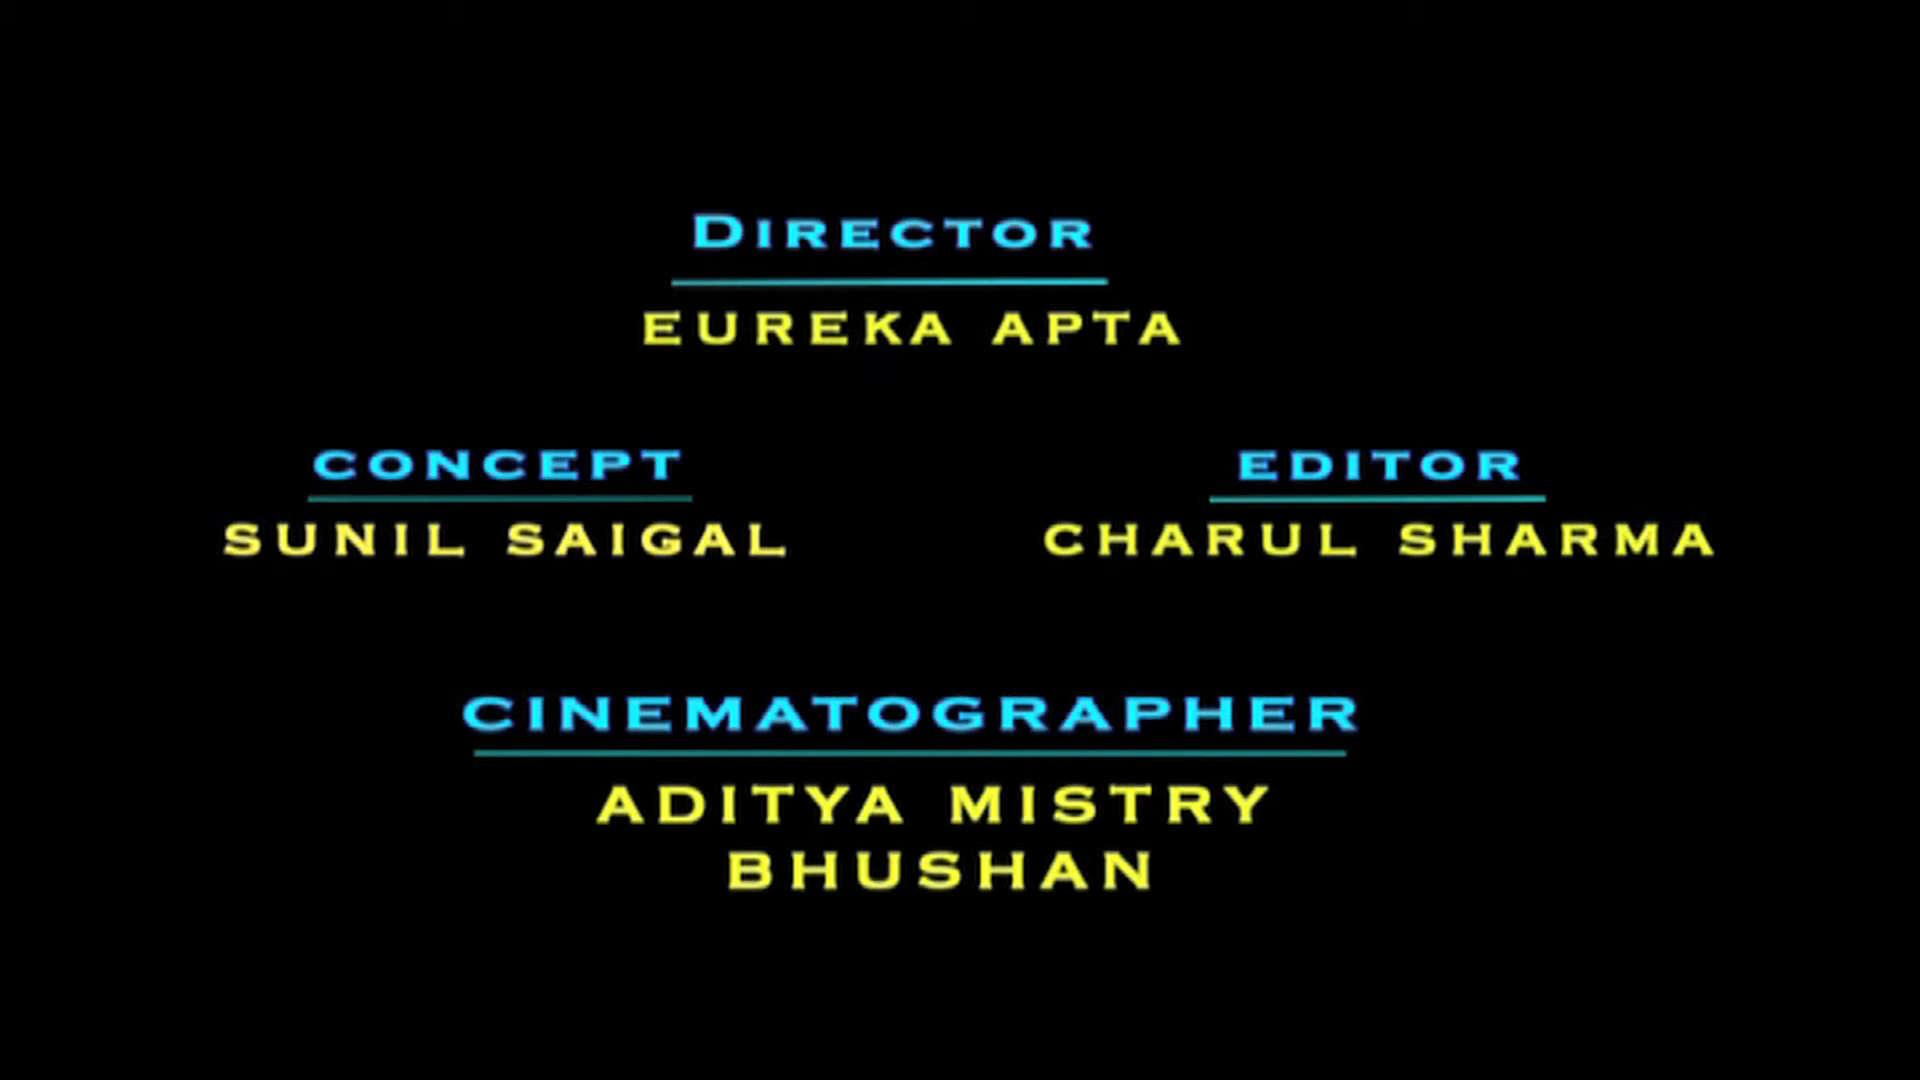 DIRECTOR
EUREKA APTA
CONCEPT
SUNIL SAIGAL
EDITOR
CHARUL SHARMA
CINEMATOGRAPHER
ADITYA MISTRY
BHUSHAN